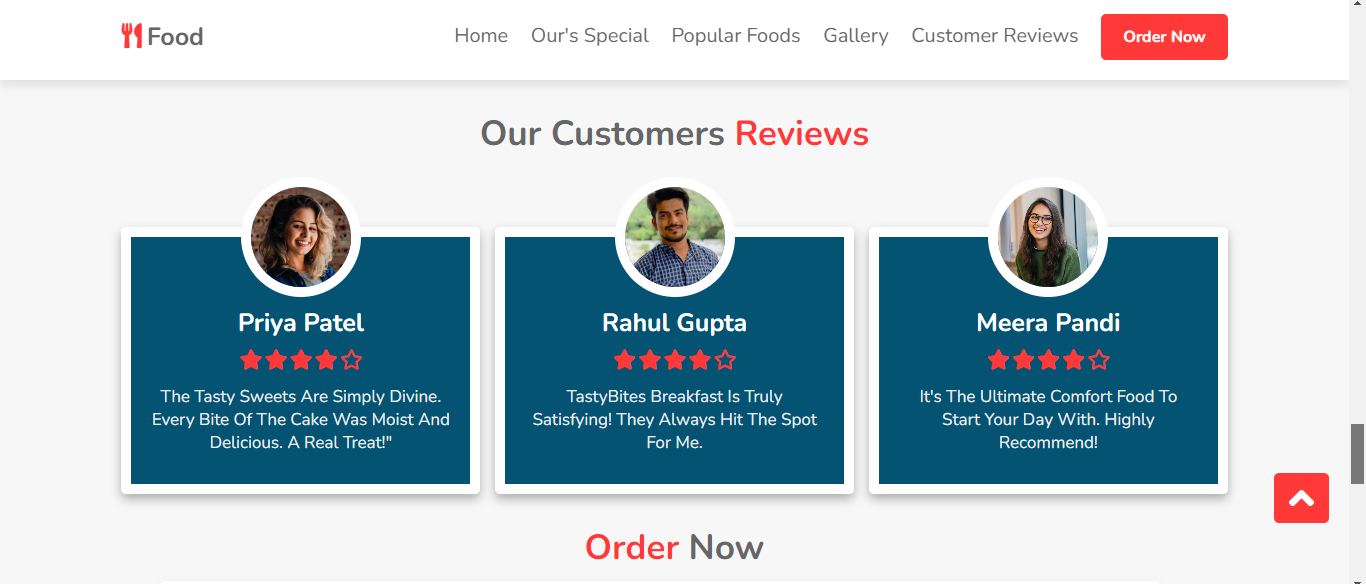 Food
Home Our's Special Popular Foods Gallery Customer Reviews Order Now
Our Customers Reviews
Priya Patel
The Tasty Sweets Are Simply Divine.
Every Bite Of The Cake Was Moist And
Delicious. A Real Treat!"
Rahul Gupta
TastyBites Breakfast Is Truly
Satisfying! They Always Hit The Spot
For Me.
Meera Pandi
It's The Ultimate Comfort Food To
Start Your Day With. Highly
Recommend!
Order Now